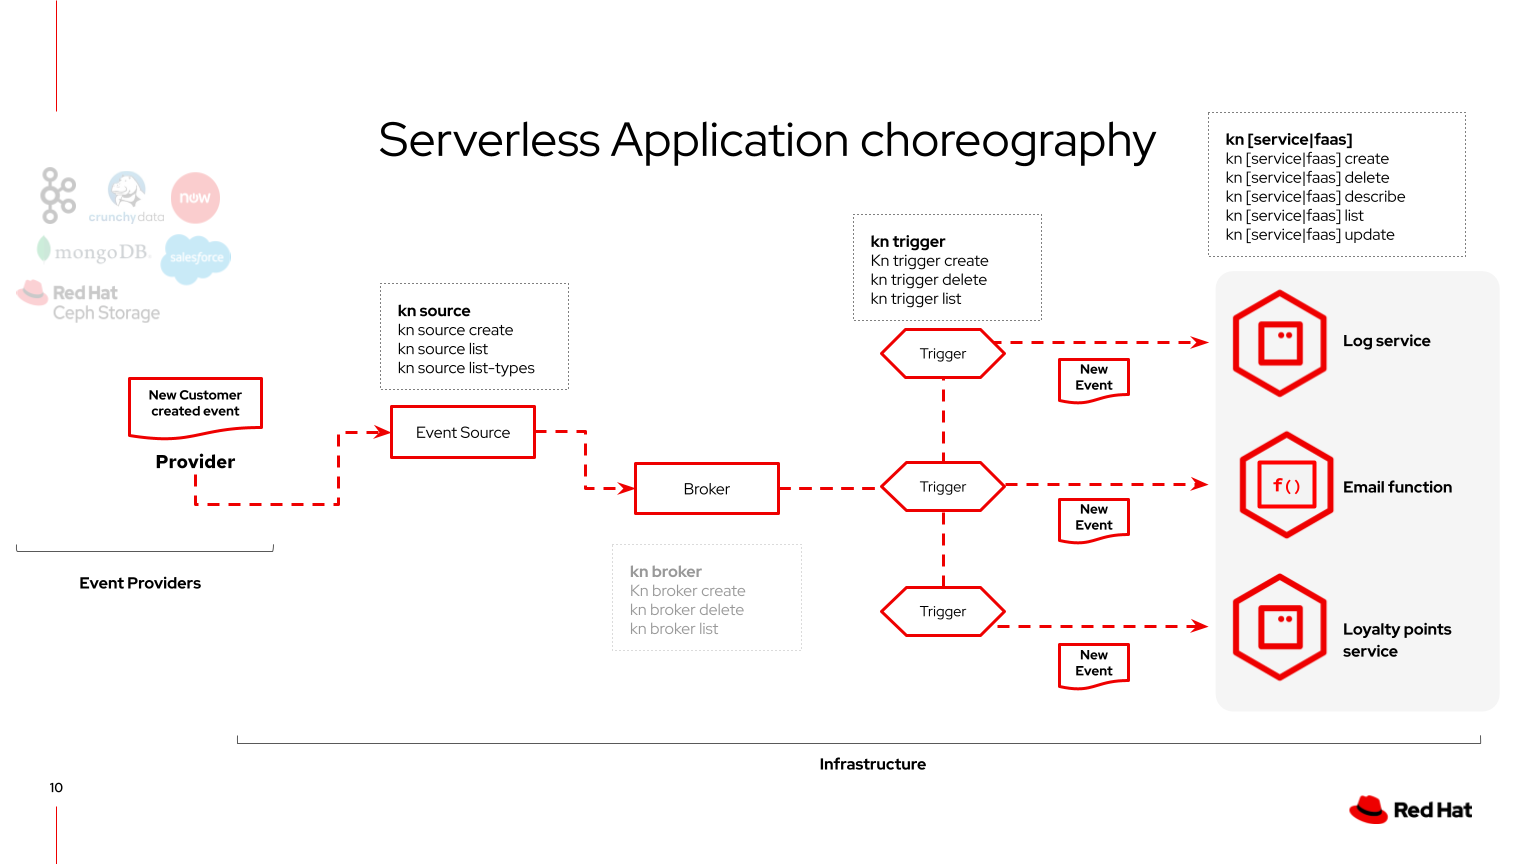 Serverless Application choreography
crunchydata
now
mongoDB.
salesforce
Red Hat
Ceph Storage
New Customer
created event
Provider
Event Providers
kn source
kn source create
kn source list
kn source list-types
Event Source
Broker
kn broker
Kn broker create
kn broker delete
kn broker list
kn trigger
Kn trigger create
kn trigger delete
kn trigger list
Trigger
Trigger
Trigger
New
Event
New
Event
New
Event
kn [service|faas]
kn [service|faas] create
kn [service|faas] delete
kn [service|faas] describe
kn [service|faas] list
kn [service|faas] update
Log service
f()
Email function
Loyalty points
service
Infrastructure
10
Red Hat